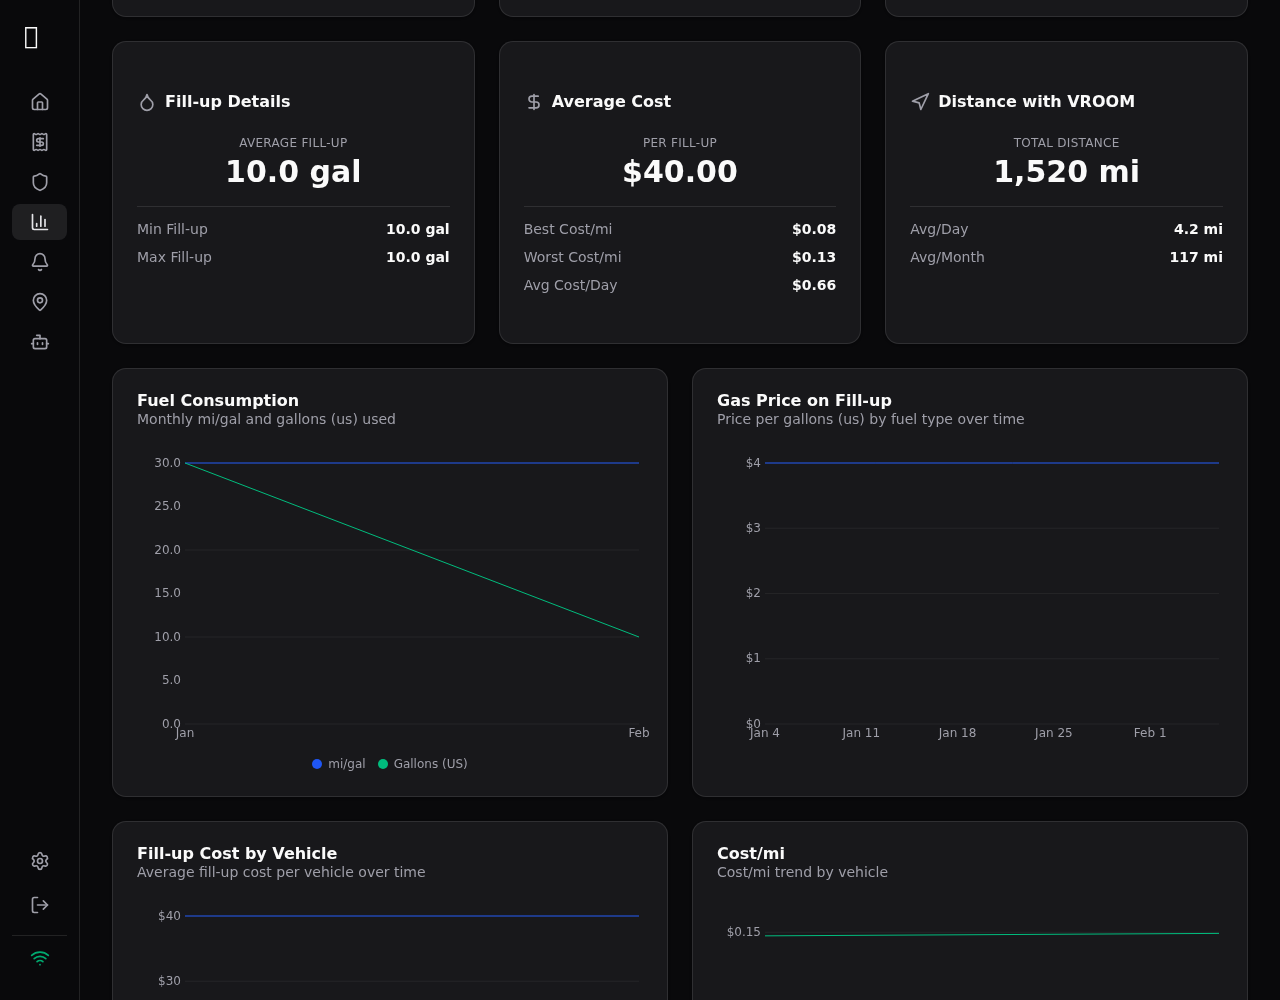 Fill-up Details
AVERAGE FILL-UP
10.0 gal
Min Fill-up 10.0 gal
Max Fill-up 10.0 gal
Average Cost
PER FILL-UP
$40.00
Best Cost/mi $0.08
Worst Cost/mi $0.13
Avg Cost/Day $0.66
Distance with VROOM
TOTAL DISTANCE
1,520 mi
Avg/Day 4.2 mi
Avg/Month 117 mi
Fuel Consumption
Monthly mi/gal and gallons (us) used
30.0
25.0
20.0
15.0
10.0
5.0
0.0
Jan Feb
mi/gal Gallons (US)
Gas Price on Fill-up
Price per gallons (us) by fuel type over time
$4
$3
$2
$1
$0
Jan 4 Jan 11 Jan 18 Jan 25 Feb 1
Fill-up Cost by Vehicle
Average fill-up cost per vehicle over time
$40
$30
Cost/mi
Cost/mi trend by vehicle
$0.15